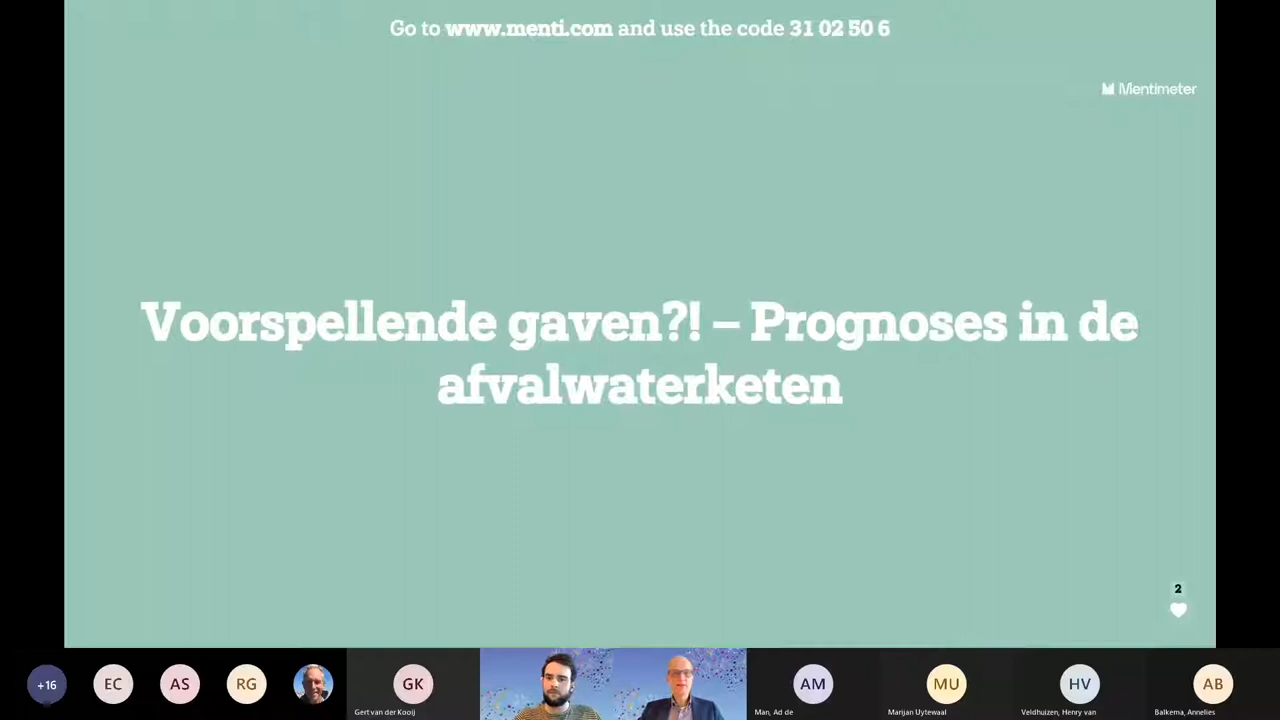 Go to www.menti.com and use the code 31 02 50 6
Mentimeter
Voorspellende gaven?! – Prognoses in de
afvalwaterketen
2
+16
EC
AS
RG
GK
AM
MU
HV
AB
Gert van der Kooij
Man, Ad de
Marijan Uytewaal
Veldhuizen, Henry van
Balkema, Annelies